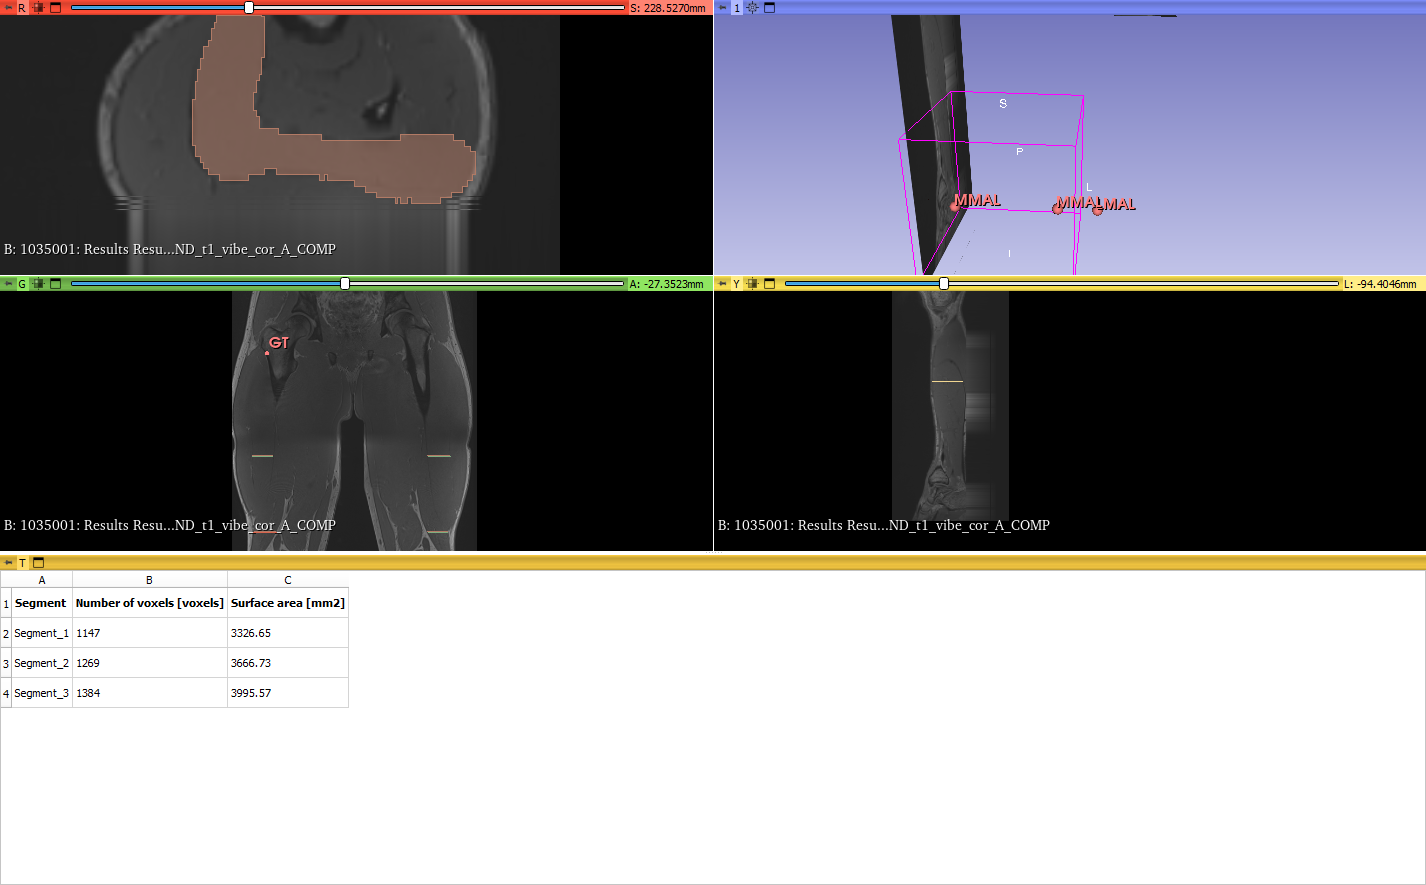 R S: 228.5270mm
B: 1035001: Results Resu...ND_t1_vibe_cor_A_COMP
1
S
P
L
MMAL MMAL LMAL
I
G A: -27.3523mm
GT
B: 1035001: Results Resu...ND_t1_vibe_cor_A_COMP
Y L: -94.4046mm
B: 1035001: Results Resu...ND_t1_vibe_cor_A_COMP
T
A B C
1 Segment Number of voxels [voxels] Surface area [mm2]
2 Segment_1 1147 3326.65
3 Segment_2 1269 3666.73
4 Segment_3 1384 3995.57